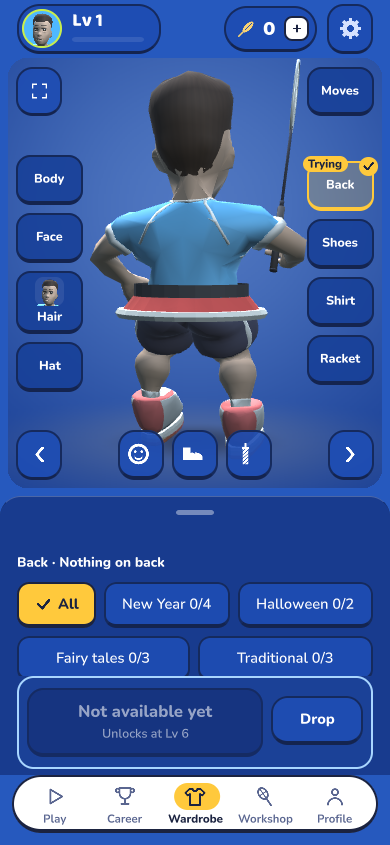 Lv 1
0
+
Moves
Trying
Back
Body
Face
Shoes
Hair
Shirt
Hat
Racket
Back · Nothing on back
All
New Year 0/4
Halloween 0/2
Fairy tales 0/3
Traditional 0/3
Not available yet
Unlocks at Lv 6
Drop
Play
Career
Wardrobe
Workshop
Profile